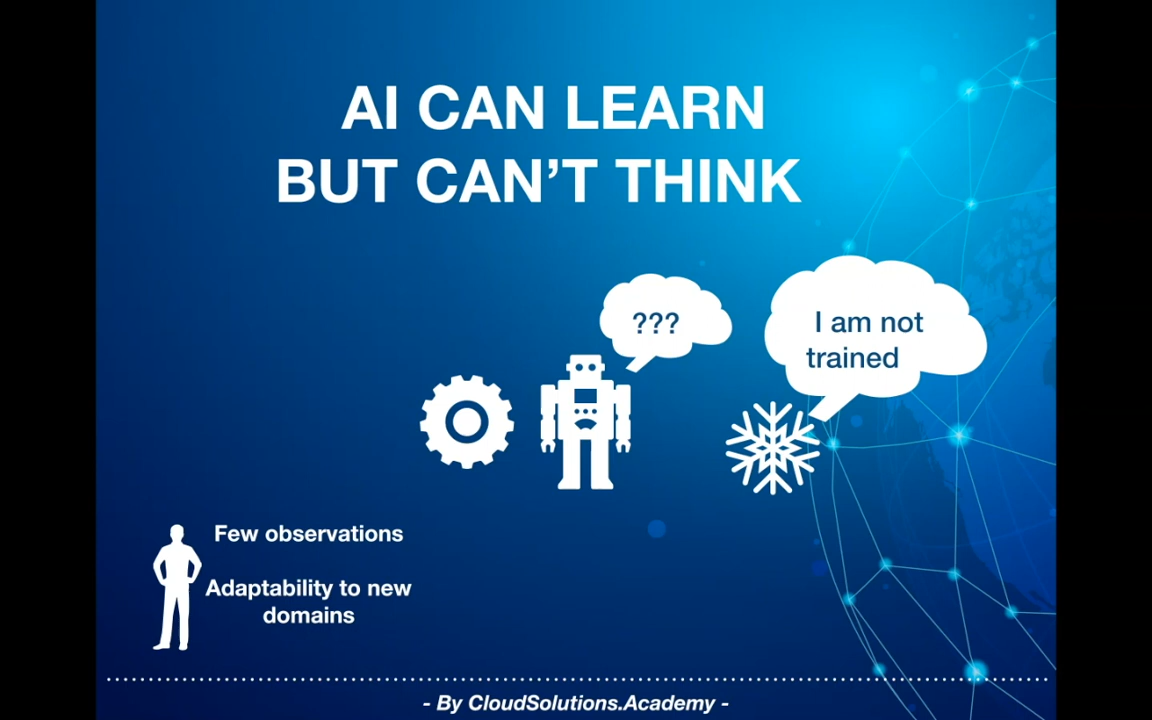 AI CAN LEARN
BUT CAN’T THINK
???
I am not
trained
Few observations
Adaptability to new
domains
- By CloudSolutions.Academy -